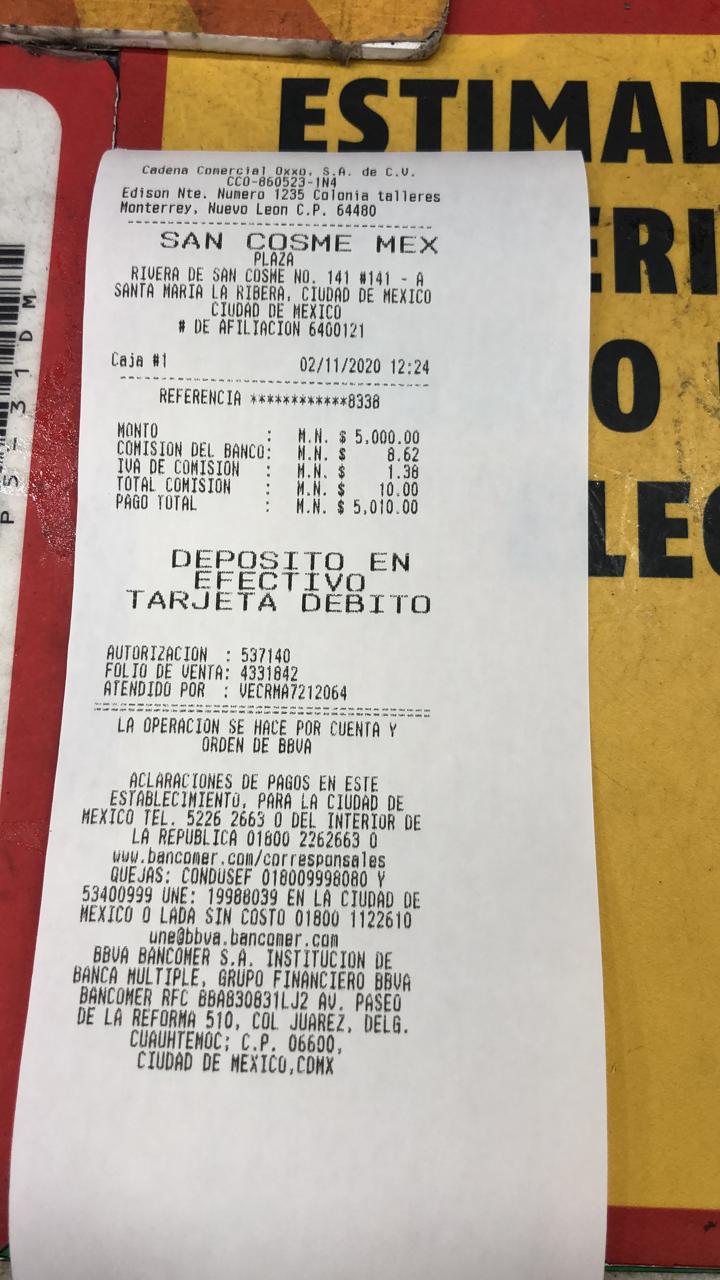 ESTIMAD
ERI
O
LEC
P5-31DM
Cadena Comercial Oxxo, S.A. de C.V.
CCO-860523-1N4
Edison Nte. Numero 1235 Colonia talleres
Monterrey, Nuevo Leon C.P. 64480
SAN COSME MEX
PLAZA
RIVERA DE SAN COSME NO. 141 #141 - A
SANTA MARIA LA RIBERA, CIUDAD DE MEXICO
CIUDAD DE MEXICO
# DE AFILIACION 6400121
Caja #1 02/11/2020 12:24
REFERENCIA ************8338
MONTO : M.N. $ 5,000.00
COMISION DEL BANCO: M.N. $ 8.62
IVA DE COMISION : M.N. $ 1.38
TOTAL COMISION : M.N. $ 10.00
PAGO TOTAL : M.N. $ 5,010.00
DEPOSITO EN
EFECTIVO
TARJETA DEBITO
AUTORIZACION : 537140
FOLIO DE VENTA: 4331842
ATENDIDO POR : VECRMA7212064
LA OPERACION SE HACE POR CUENTA Y
ORDEN DE BBVA
ACLARACIONES DE PAGOS EN ESTE
ESTABLECIMIENTO, PARA LA CIUDAD DE
MEXICO TEL. 5226 2663 O DEL INTERIOR DE
LA REPUBLICA 01800 2262663 O
www.bancomer.com/corresponsales
QUEJAS: CONDUSEF 018009998080 Y
53400999 UNE: 19988039 EN LA CIUDAD DE
MEXICO O LADA SIN COSTO 01800 1122610
une@bbva.bancomer.com
BBVA BANCOMER S.A. INSTITUCION DE
BANCA MULTIPLE, GRUPO FINANCIERO BBVA
BANCOMER RFC BBA830831LJ2 AV. PASEO
DE LA REFORMA 510, COL JUAREZ, DELG.
CUAUHTEMOC; C.P. 06600,
CIUDAD DE MEXICO,CDMX